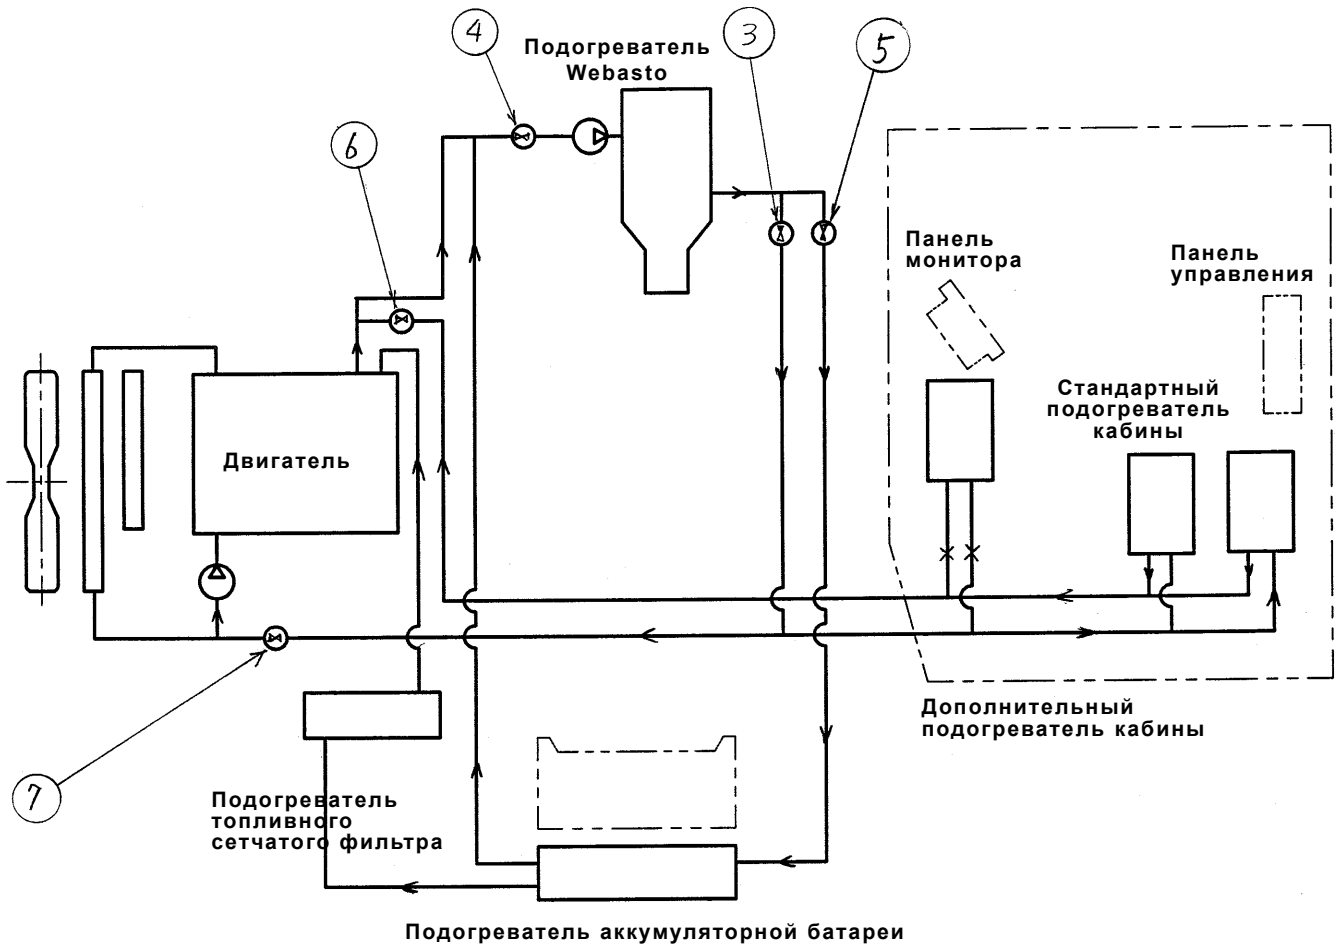 4
Подогреватель
Webasto
3
5
6
Панель
монитора
Панель
управления
Стандартный
подогреватель
кабины
Двигатель
Дополнительный
подогреватель кабины
7
Подогреватель
топливного
сетчатого фильтра
Подогреватель аккумуляторной батареи